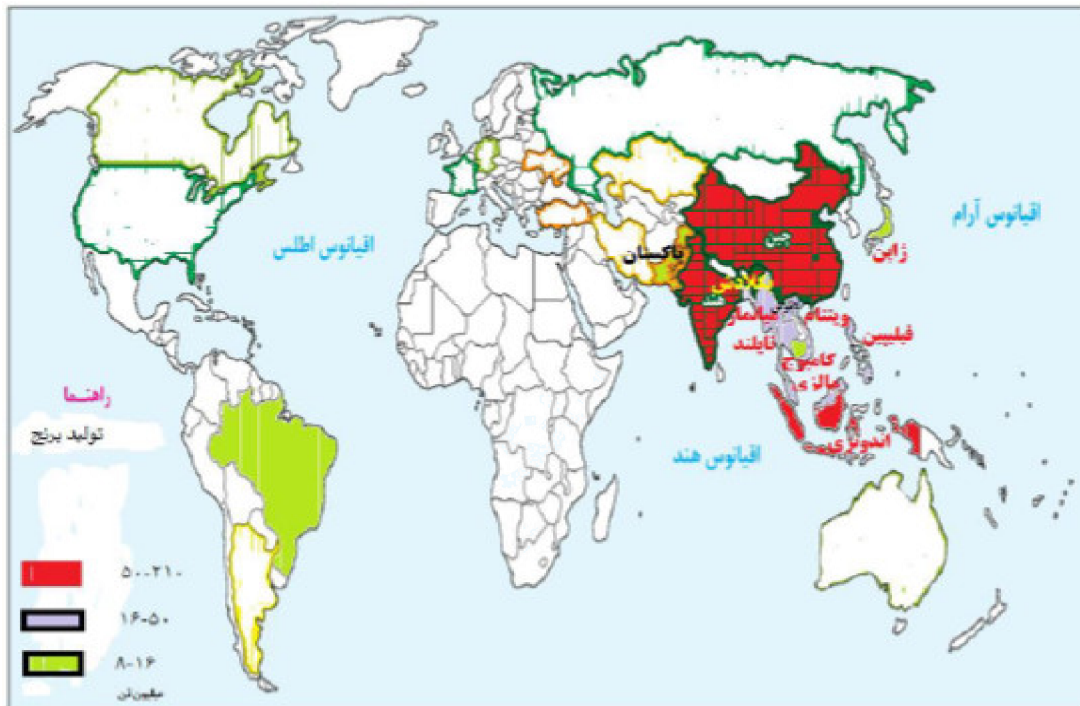 اقیانوس آرام
ژاپن
اقیانوس اطلس
پاکستان
چین
بنگلادش
هند
میانمار
ویتنام
فیلیپین
تایلند
کامبوج
مالزی
اندونزی
اقیانوس هند
راهنما
تولید برنج
۵۰-۲۱۰
۱۶-۵۰
۸-۱۶
میلیون تن